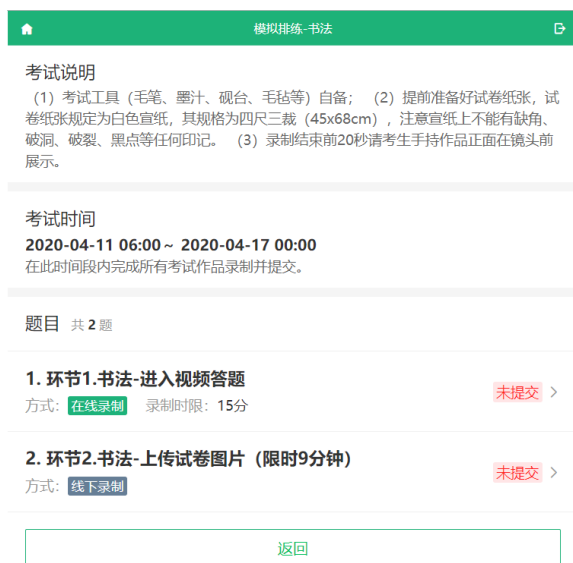 模拟排练-书法
考试说明
（1）考试工具（毛笔、墨汁、砚台、毛毡等）自备； （2）提前准备好试卷纸张，试
卷纸张规定为白色宣纸，其规格为四尺三裁（45x68cm），注意宣纸上不能有缺角、
破洞、破裂、黑点等任何印记。 （3）录制结束前20秒请考生手持作品正面在镜头前
展示。
考试时间
2020-04-11 06:00 ~ 2020-04-17 00:00
在此时间段内完成所有考试作品录制并提交。
题目 共 2 题
1. 环节1.书法-进入视频答题
方式：在线录制 录制时限：15分
未提交
2. 环节2.书法-上传试卷图片（限时9分钟）
方式：线下录制
未提交
返回